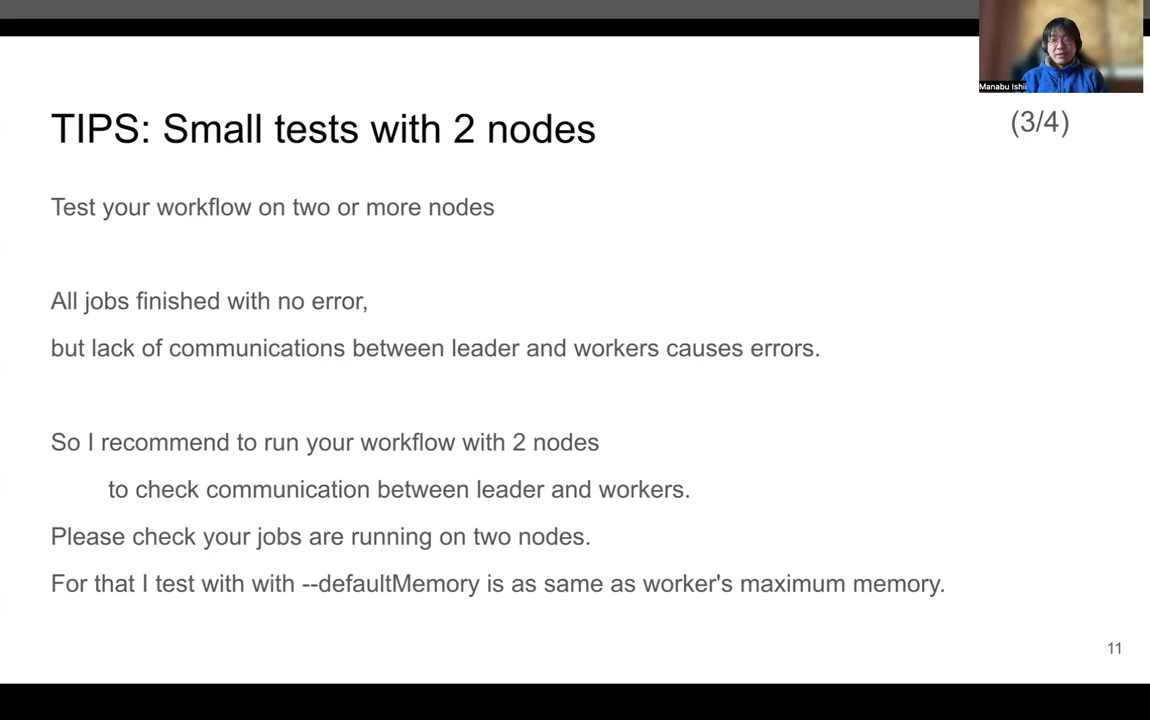 Manabu Ishii
TIPS: Small tests with 2 nodes
(3/4)
Test your workflow on two or more nodes
All jobs finished with no error,
but lack of communications between leader and workers causes errors.
So I recommend to run your workflow with 2 nodes
to check communication between leader and workers.
Please check your jobs are running on two nodes.
For that I test with with --defaultMemory is as same as worker's maximum memory.
11